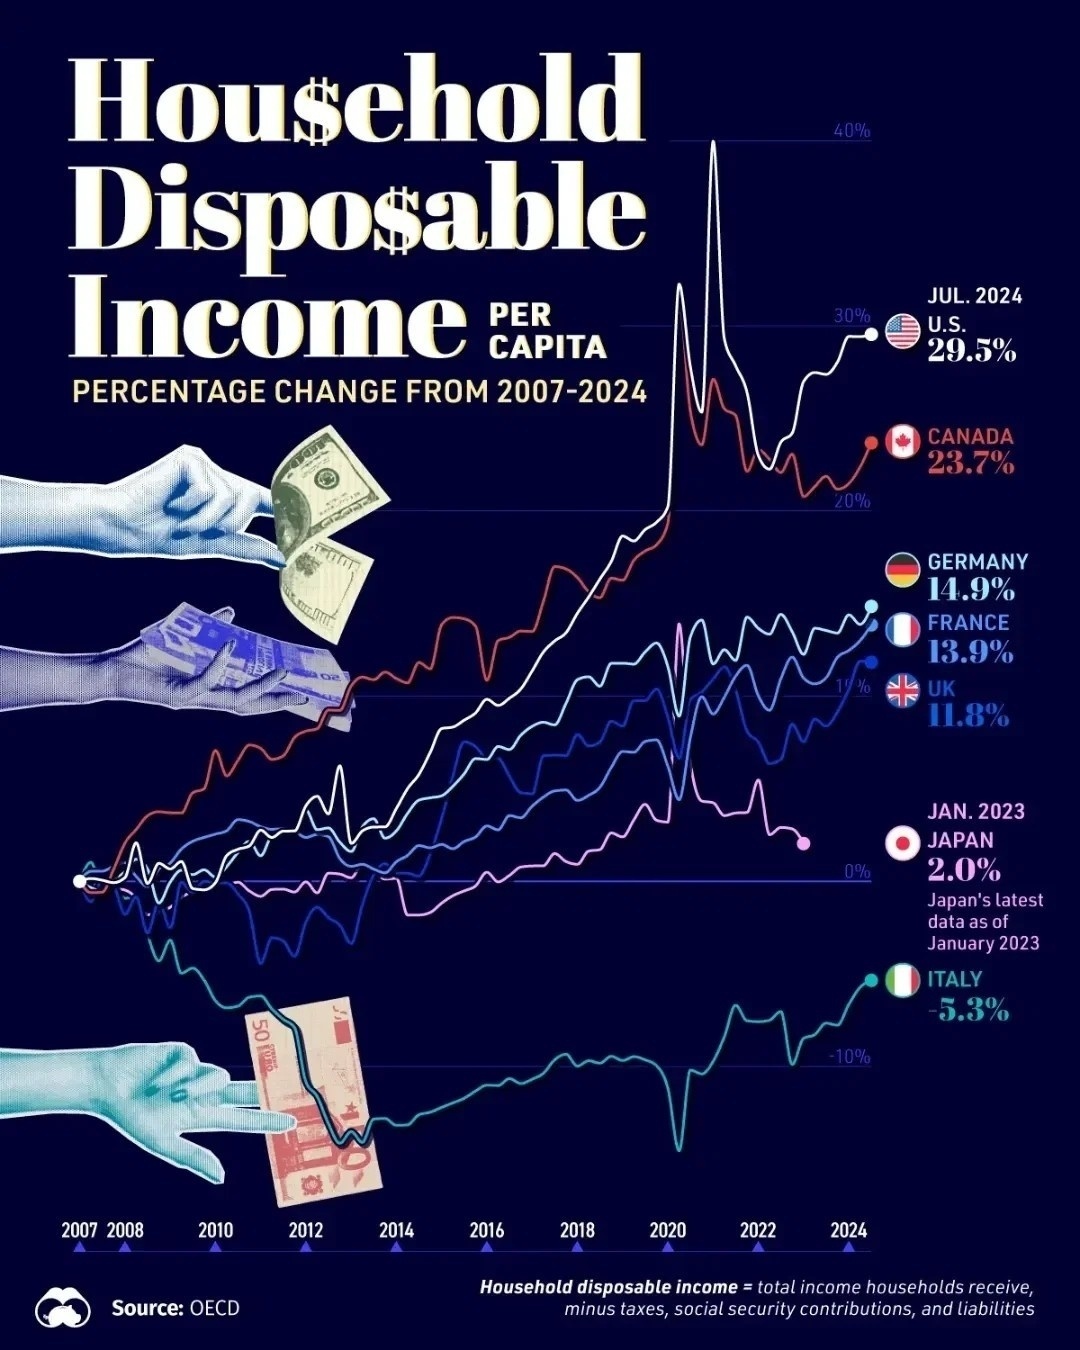 Hou$ehold
Dispo$able
Income PER CAPITA
PERCENTAGE CHANGE FROM 2007-2024
40%
30%
20%
0%
-10%
JUL. 2024
U.S.
29.5%
CANADA
23.7%
GERMANY
14.9%
FRANCE
13.9%
UK
11.8%
JAN. 2023
JAPAN
2.0%
Japan's latest
data as of
January 2023
ITALY
-5.3%
50
2007 2008 2010 2012 2014 2016 2018 2020 2022 2024
Source: OECD
Household disposable income = total income households receive,
minus taxes, social security contributions, and liabilities